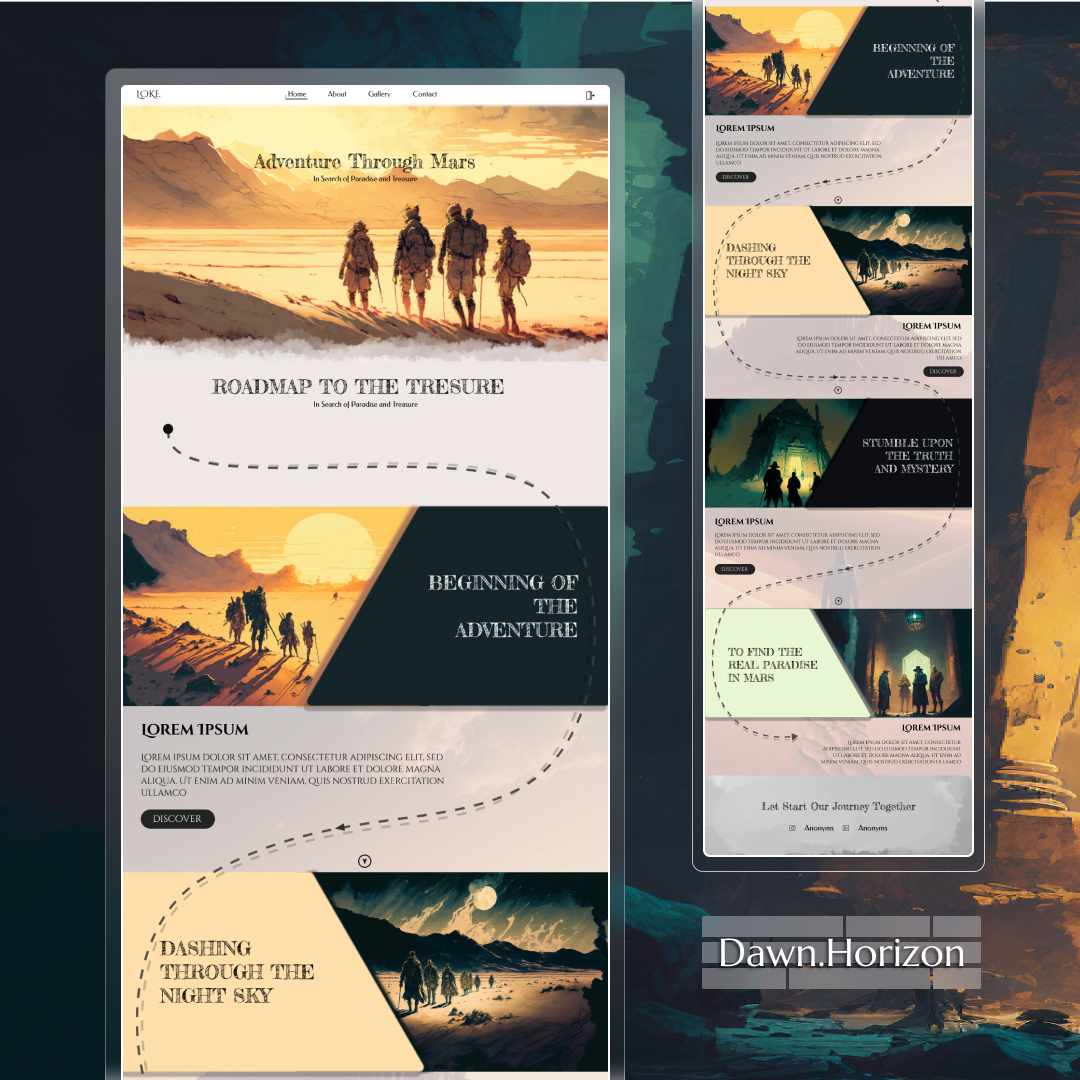 LOKE
Home About Gallery Contact
Adventure Through Mars
In Search of Paradise and Treasure
ROADMAP TO THE TRESURE
In Search of Paradise and Treasure
BEGINNING OF
THE
ADVENTURE
LOREM IPSUM
LOREM IPSUM DOLOR SIT AMET, CONSECTETUR ADIPISCING ELIT, SED
DO EIUSMOD TEMPOR INCIDIDUNT UT LABORE ET DOLORE MAGNA
ALIQUA. UT ENIM AD MINIM VENIAM, QUIS NOSTRUD EXERCITATION
ULLAMCO
DISCOVER
DASHING
THROUGH THE
NIGHT SKY
BEGINNING OF
THE
ADVENTURE
LOREM IPSUM
LOREM IPSUM DOLOR SIT AMET, CONSECTETUR ADIPISCING ELIT, SED
DO EIUSMOD TEMPOR INCIDIDUNT UT LABORE ET DOLORE MAGNA
ALIQUA. UT ENIM AD MINIM VENIAM, QUIS NOSTRUD EXERCITATION
ULLAMCO
DISCOVER
DASHING
THROUGH THE
NIGHT SKY
LOREM IPSUM
LOREM IPSUM DOLOR SIT AMET, CONSECTETUR ADIPISCING ELIT, SED
DO EIUSMOD TEMPOR INCIDIDUNT UT LABORE ET DOLORE MAGNA
ALIQUA. UT ENIM AD MINIM VENIAM, QUIS NOSTRUD EXERCITATION
ULLAMCO
DISCOVER
STUMBLE UPON
THE TRUTH
AND MYSTERY
LOREM IPSUM
LOREM IPSUM DOLOR SIT AMET, CONSECTETUR ADIPISCING ELIT, SED
DO EIUSMOD TEMPOR INCIDIDUNT UT LABORE ET DOLORE MAGNA
ALIQUA. UT ENIM AD MINIM VENIAM, QUIS NOSTRUD EXERCITATION
ULLAMCO
DISCOVER
TO FIND THE
REAL PARADISE
IN MARS
LOREM IPSUM
LOREM IPSUM DOLOR SIT AMET, CONSECTETUR
ADIPISCING ELIT, SED DO EIUSMOD TEMPOR INCIDIDUNT
UT LABORE ET DOLORE MAGNA ALIQUA. UT ENIM AD
MINIM VENIAM, QUIS NOSTRUD EXERCITATION ULLAMCO
Let Start Our Journey Together
Anonyms Anonyms
Dawn.Horizon